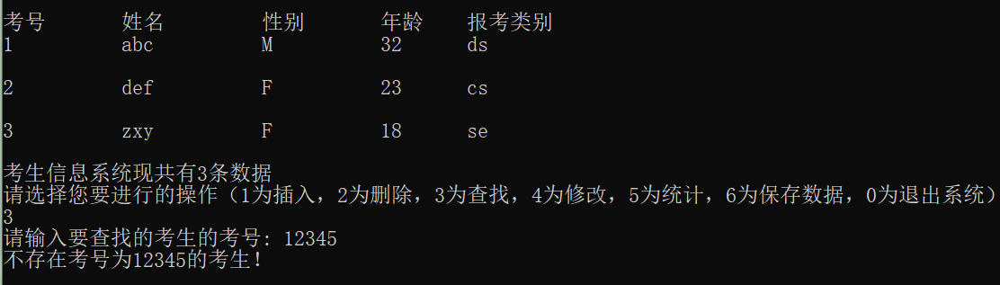 考号 姓名 性别 年龄 报考类别
1 abc M 32 ds
2 def F 23 cs
3 zxy F 18 se
考生信息系统现共有3条数据
请选择您要进行的操作（1为插入，2为删除，3为查找，4为修改，5为统计，6为保存数据，0为退出系统）
3
请输入要查找的考生的考号: 12345
不存在考号为12345的考生！